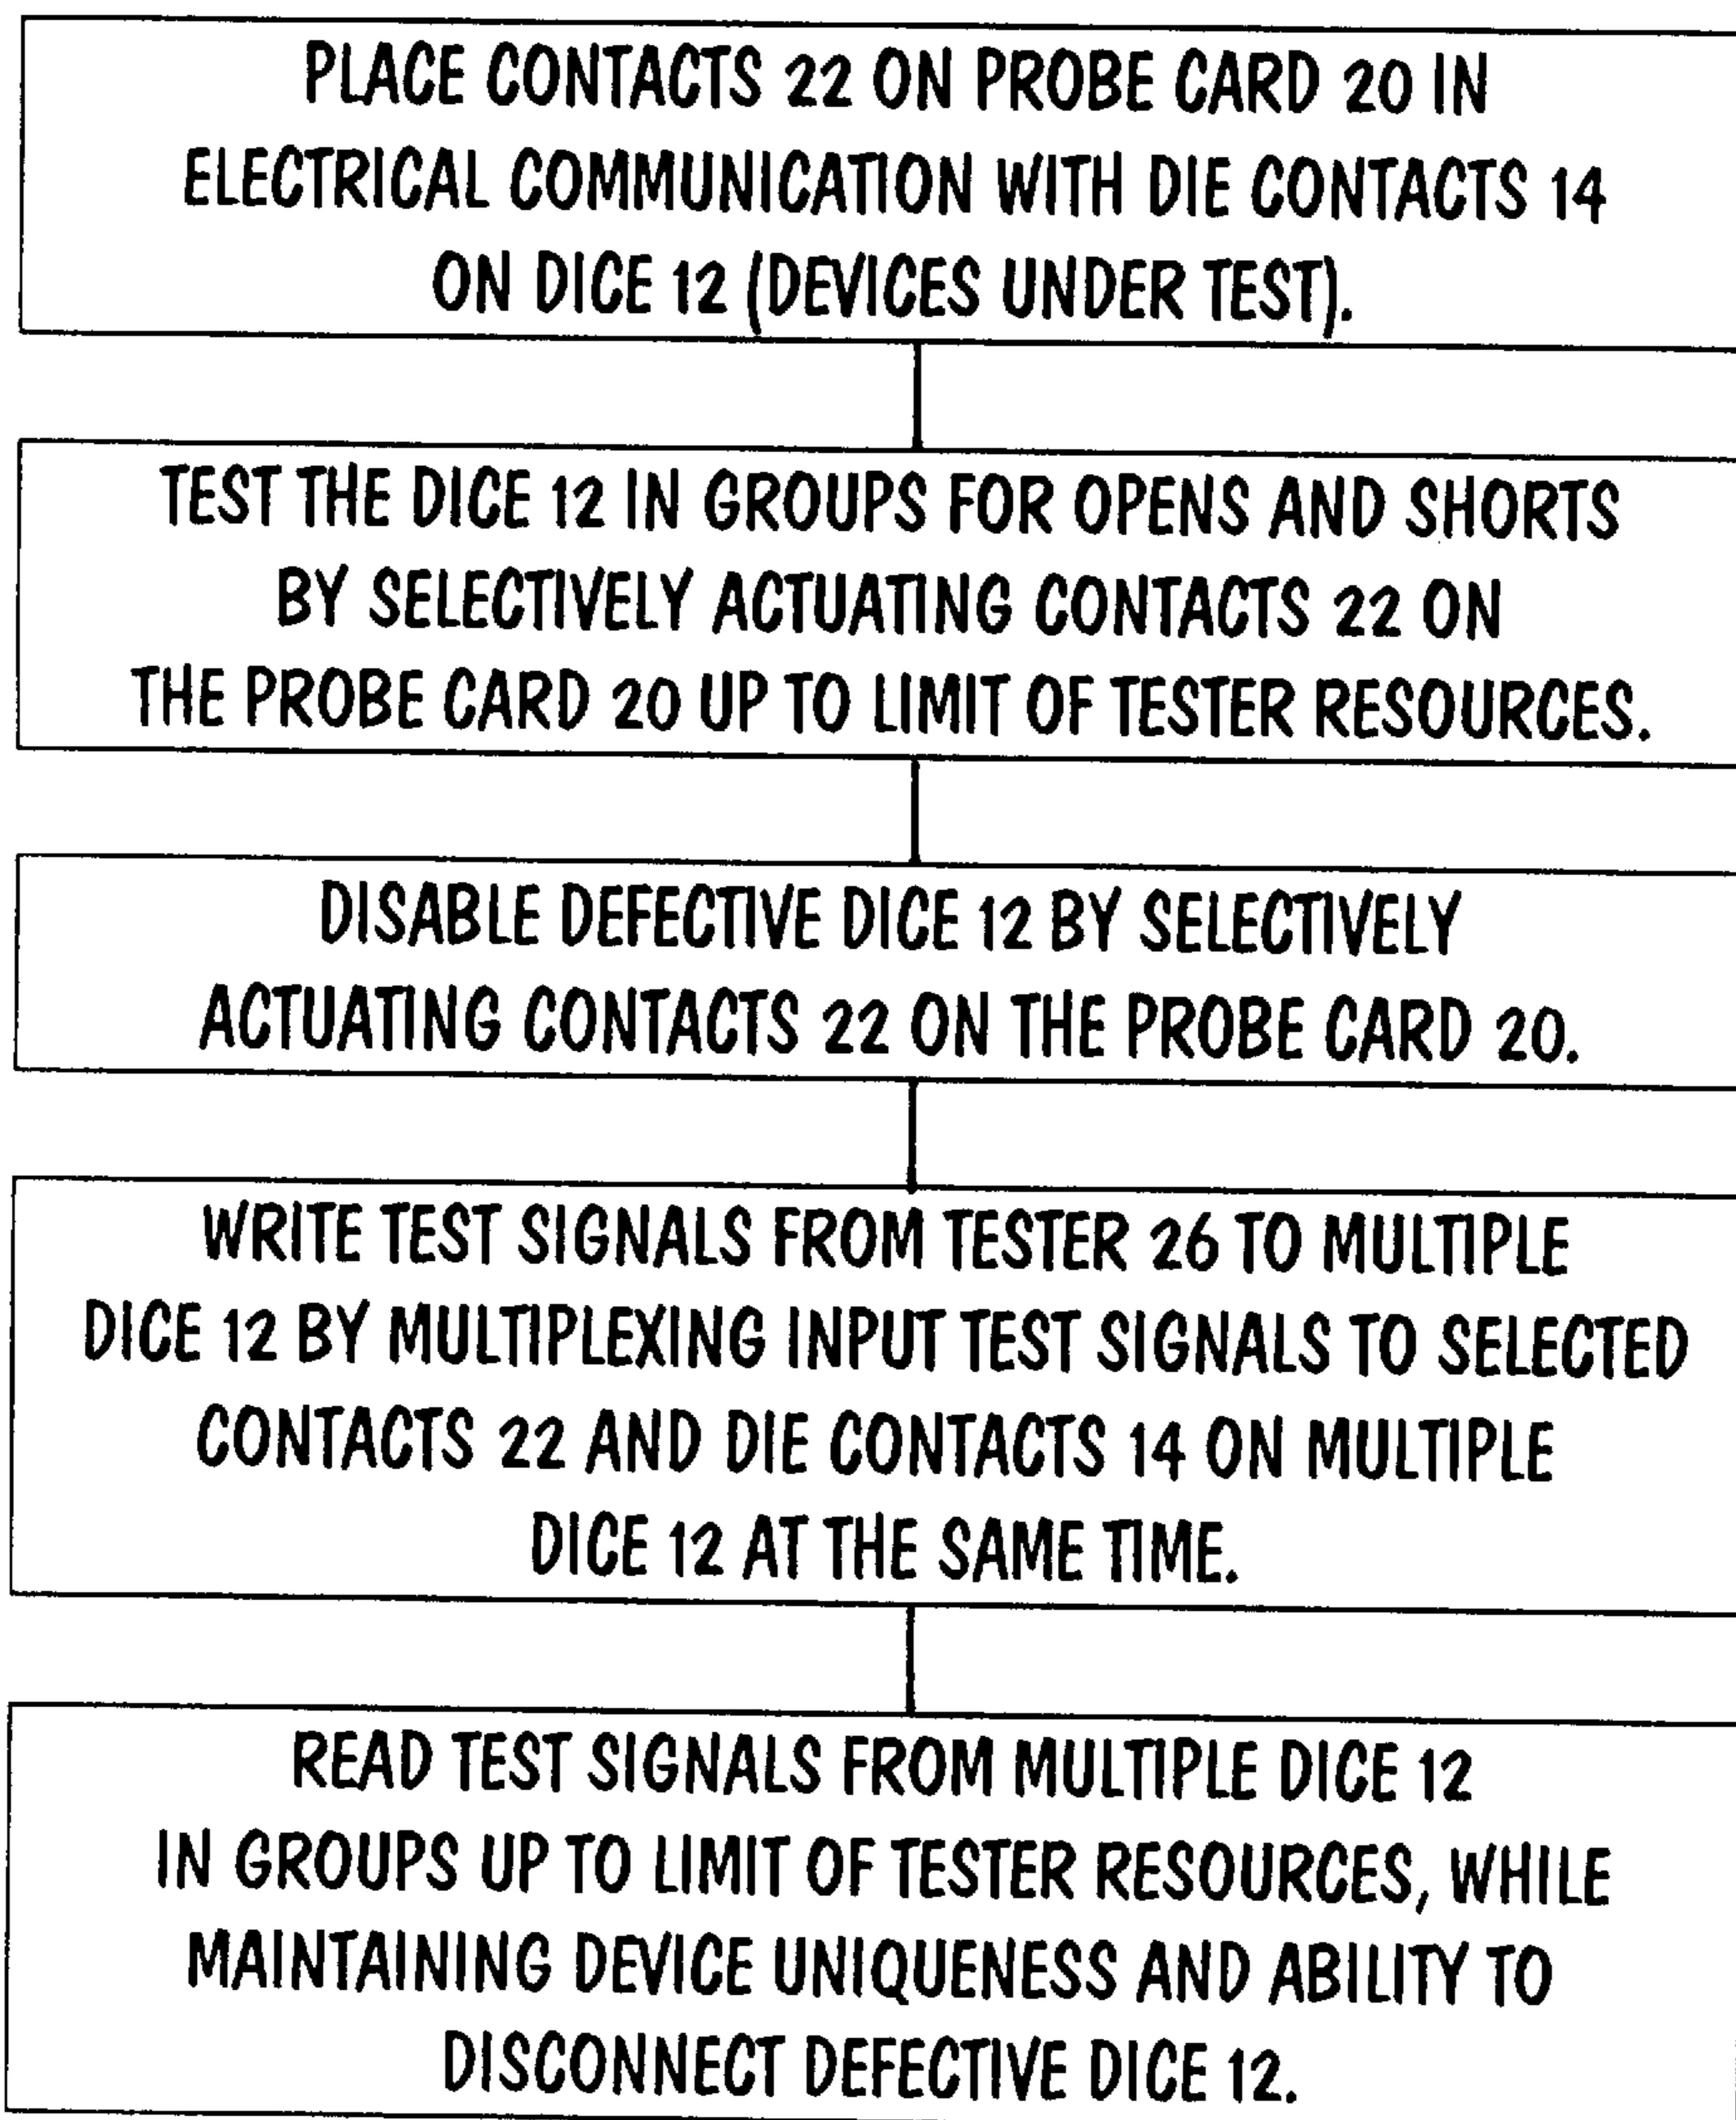 PLACE CONTACTS 22 ON PROBE CARD 20 IN
ELECTRICAL COMMUNICATION WITH DIE CONTACTS 14
ON DICE 12 (DEVICES UNDER TEST).
TEST THE DICE 12 IN GROUPS FOR OPENS AND SHORTS
BY SELECTIVELY ACTUATING CONTACTS 22 ON
THE PROBE CARD 20 UP TO LIMIT OF TESTER RESOURCES.
DISABLE DEFECTIVE DICE 12 BY SELECTIVELY
ACTUATING CONTACTS 22 ON THE PROBE CARD 20.
WRITE TEST SIGNALS FROM TESTER 26 TO MULTIPLE
DICE 12 BY MULTIPLEXING INPUT TEST SIGNALS TO SELECTED
CONTACTS 22 AND DIE CONTACTS 14 ON MULTIPLE
DICE 12 AT THE SAME TIME.
READ TEST SIGNALS FROM MULTIPLE DICE 12
IN GROUPS UP TO LIMIT OF TESTER RESOURCES, WHILE
MAINTAINING DEVICE UNIQUENESS AND ABILITY TO
DISCONNECT DEFECTIVE DICE 12.